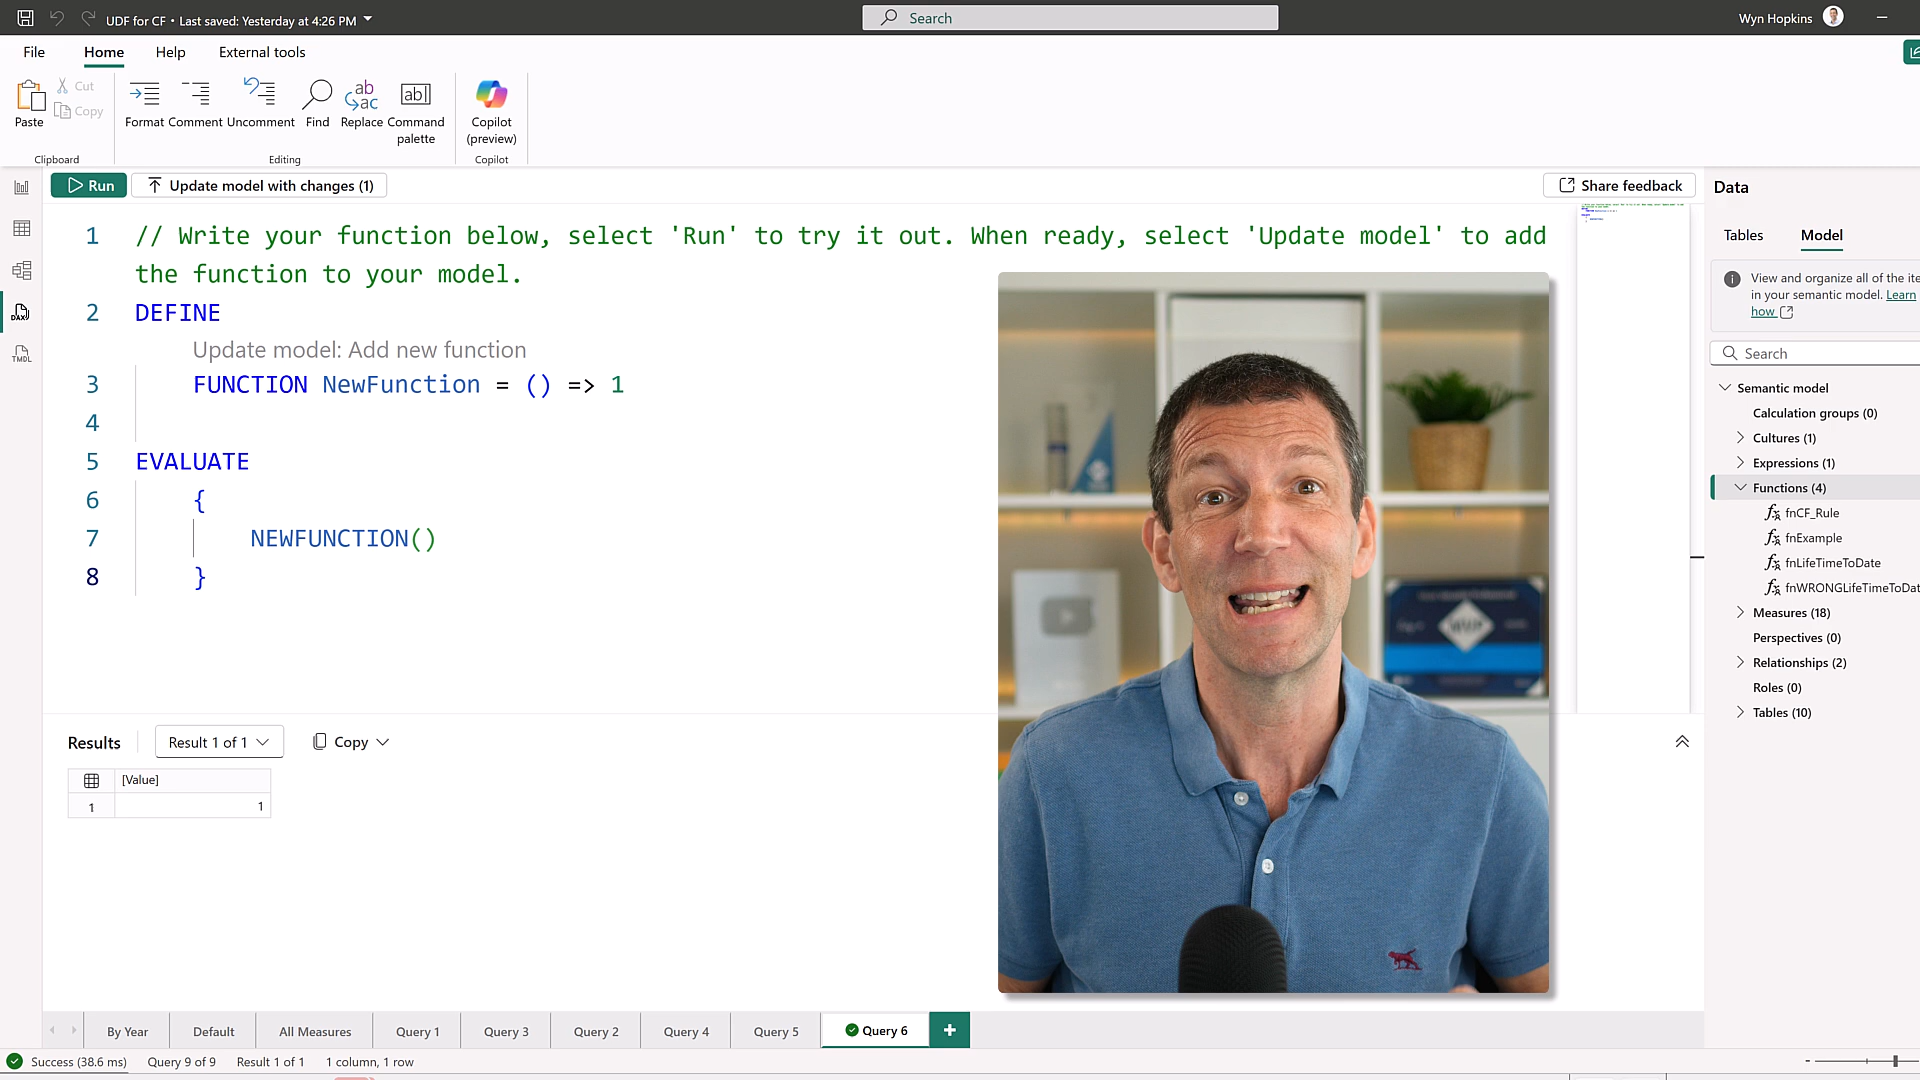 UDF for CF • Last saved: Yesterday at 4:26 PM
Search
Wyn Hopkins
File Home Help External tools
Paste
Cut
Copy
Format Comment Uncomment Find Replace Command palette
Copilot (preview)
Clipboard Editing Copilot
Run
Update model with changes (1)
Share feedback
1 // Write your function below, select 'Run' to try it out. When ready, select 'Update model' to add
the function to your model.
2 DEFINE
Update model: Add new function
3 FUNCTION NewFunction = () => 1
4
5 EVALUATE
6 {
7 NEWFUNCTION()
8 }
Results
Result 1 of 1
Copy
[Value]
1 1
Data
Tables Model
View and organize all of the ite
in your semantic model. Learn
how
Search
Semantic model
Calculation groups (0)
Cultures (1)
Expressions (1)
Functions (4)
fnCF_Rule
fnExample
fnLifeTimeToDate
fnWRONGLifeTimeToDat
Measures (18)
Perspectives (0)
Relationships (2)
Roles (0)
Tables (10)
DAX
TMDL
By Year Default All Measures Query 1 Query 3 Query 2 Query 4 Query 5 Query 6 +
Success (38.6 ms) Query 9 of 9 Result 1 of 1 1 column, 1 row